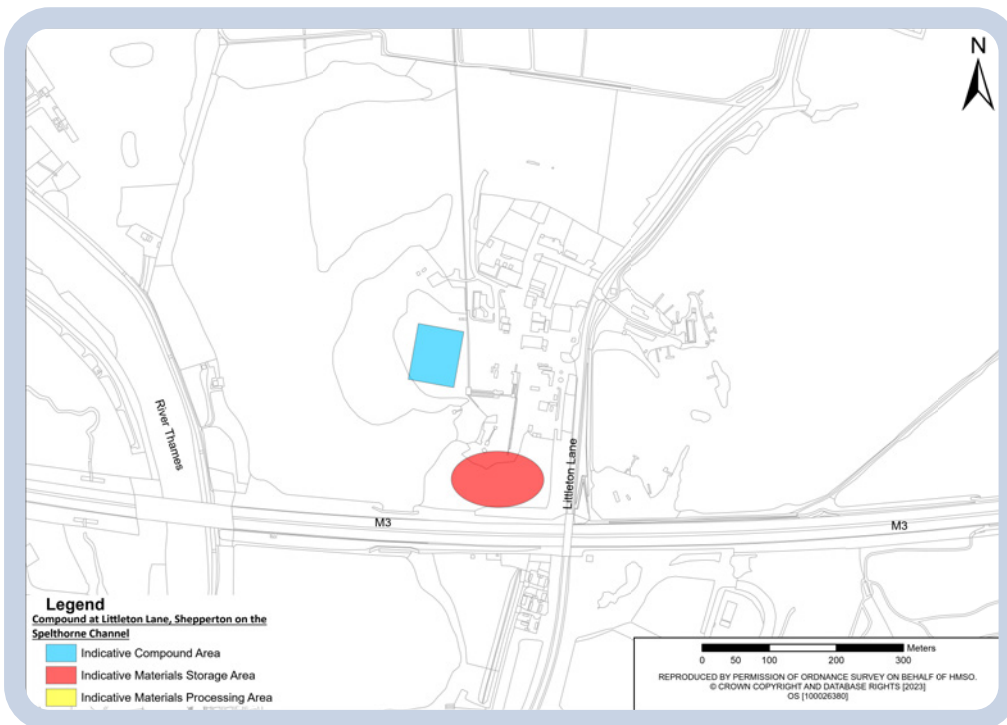 N
River Thames
Littleton Lane
M3
M3
Legend
Compound at Littleton Lane, Shepperton on the
Spelthorne Channel
Indicative Compound Area
Indicative Materials Storage Area
Indicative Materials Processing Area
Meters
0 50 100 200 300
REPRODUCED BY PERMISSION OF ORDNANCE SURVEY ON BEHALF OF HMSO.
© CROWN COPYRIGHT AND DATABASE RIGHTS [2023]
OS [100026380]